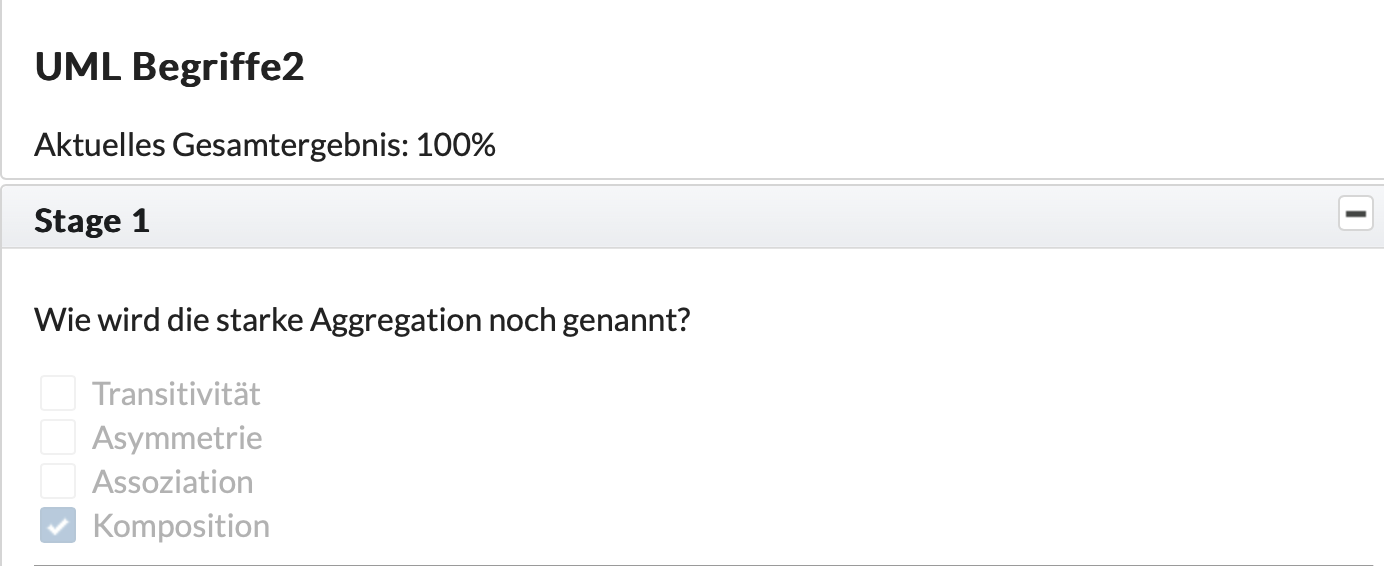 UML Begriffe2
Aktuelles Gesamtergebnis: 100%
Stage 1
Wie wird die starke Aggregation noch genannt?
Transitivität
Asymmetrie
Assoziation
Komposition